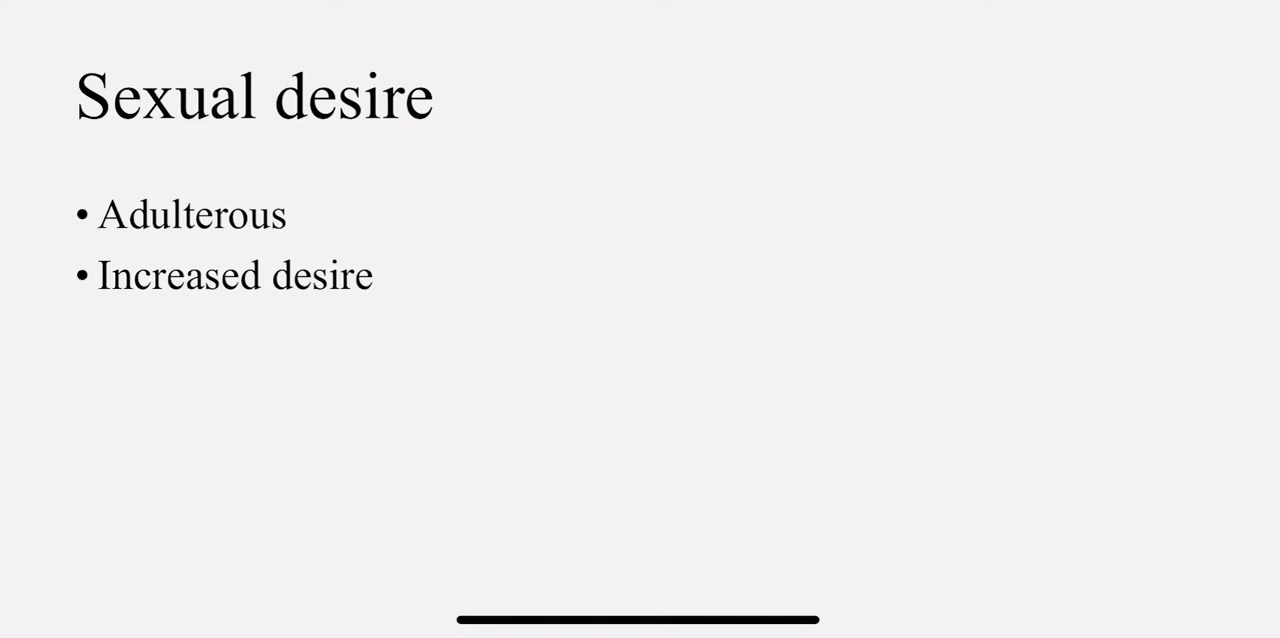 Sexual desire
• Adulterous
• Increased desire